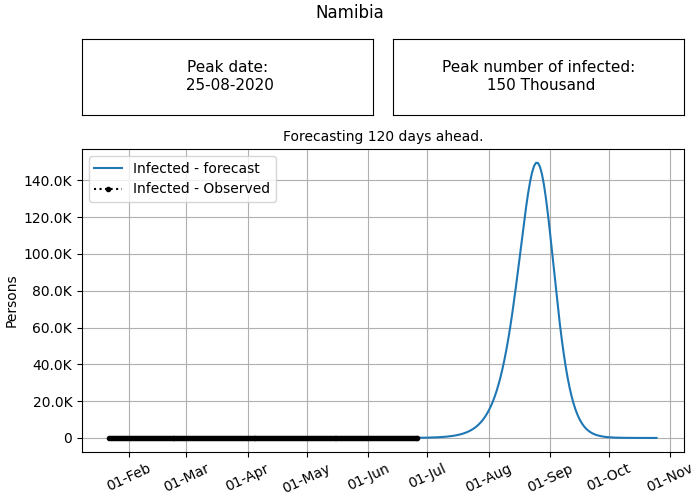 Namibia
Peak date:
25-08-2020
Peak number of infected:
150 Thousand
Forecasting 120 days ahead.
Infected - forecast
Infected - Observed
Persons
140.0K
120.0K
100.0K
80.0K
60.0K
40.0K
20.0K
0
01-Feb
01-Mar
01-Apr
01-May
01-Jun
01-Jul
01-Aug
01-Sep
01-Oct
01-Nov